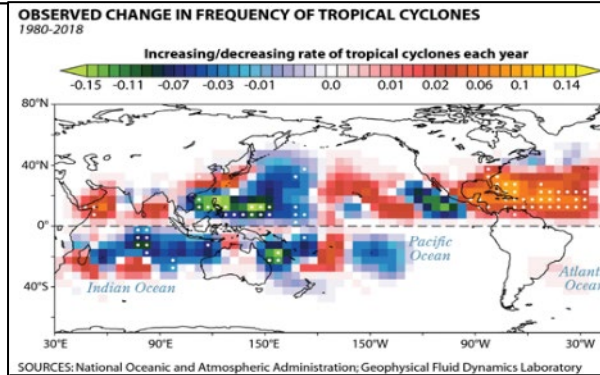 OBSERVED CHANGE IN FREQUENCY OF TROPICAL CYCLONES
1980-2018
Increasing/decreasing rate of tropical cyclones each year
-0.15 -0.11 -0.07 -0.03 -0.01 0.0 0.01 0.02 0.06 0.1 0.14
80°N
40°N
0°
Pacific
Ocean
Atlant
Ocean
Indian Ocean
40°S
30°E 90°E 150°E 150°W 90°W 30°W
SOURCES: National Oceanic and Atmospheric Administration; Geophysical Fluid Dynamics Laboratory